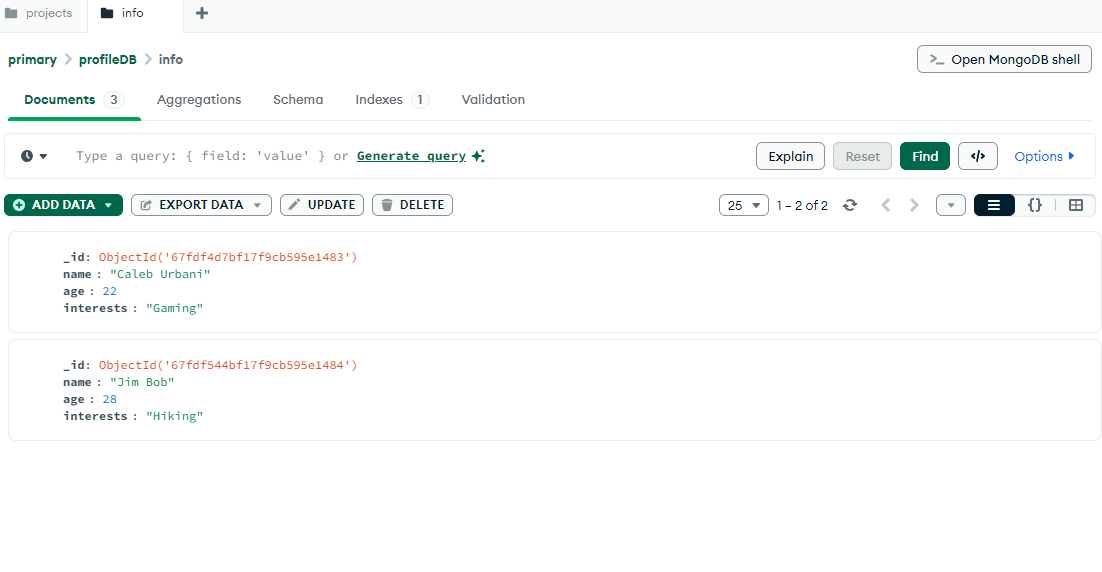 projects info
primary profileDB info
Open MongoDB shell
Documents 3 Aggregations Schema Indexes 1 Validation
Type a query: { field: 'value' } or Generate query
Explain Reset Find </> Options
ADD DATA EXPORT DATA UPDATE DELETE 25 1 – 2 of 2 {}
_id: ObjectId('67fdf4d7bf17f9cb595e1483')
name : "Caleb Urbani"
age : 22
interests : "Gaming"
_id: ObjectId('67fdf544bf17f9cb595e1484')
name : "Jim Bob"
age : 28
interests : "Hiking"